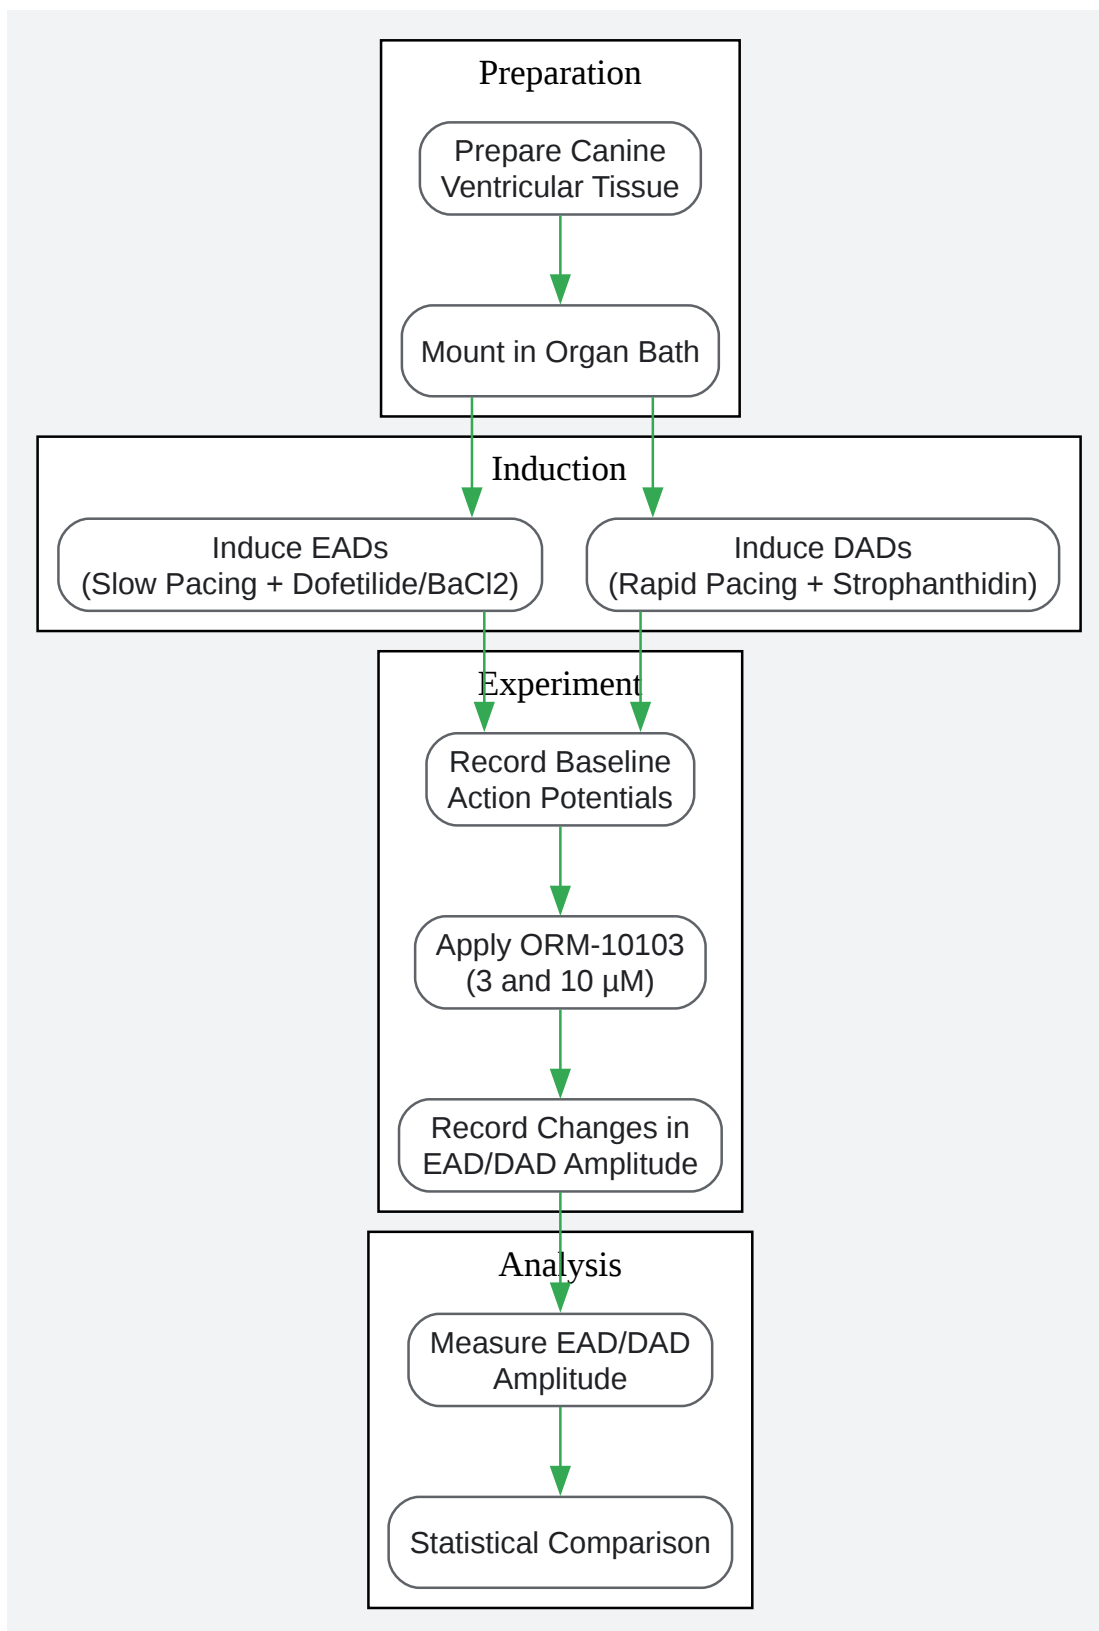 Preparation
Prepare Canine
Ventricular Tissue
Mount in Organ Bath
Induction
Induce EADs
(Slow Pacing + Dofetilide/BaCl2)
Induce DADs
(Rapid Pacing + Strophanthidin)
Experiment
Record Baseline
Action Potentials
Apply ORM-10103
(3 and 10 µM)
Record Changes in
EAD/DAD Amplitude
Analysis
Measure EAD/DAD
Amplitude
Statistical Comparison